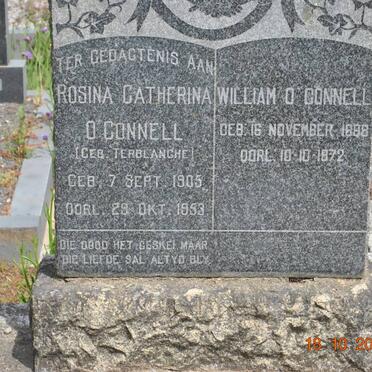 TER GEDAGTENIS AAN
ROSINA CATHERINA
O'CONNELL
(GEB. TERBLANCHE)
GEB. 7 SEPT. 1905
OORL. 29 OKT. 1953
DIE DOOD HET GESKEI MAAR
DIE LIEFDE SAL ALTYD BLY.
WILLIAM O'CONNELL
GEB. 16 NOVEMBER 1898
OORL. 10-10-1972